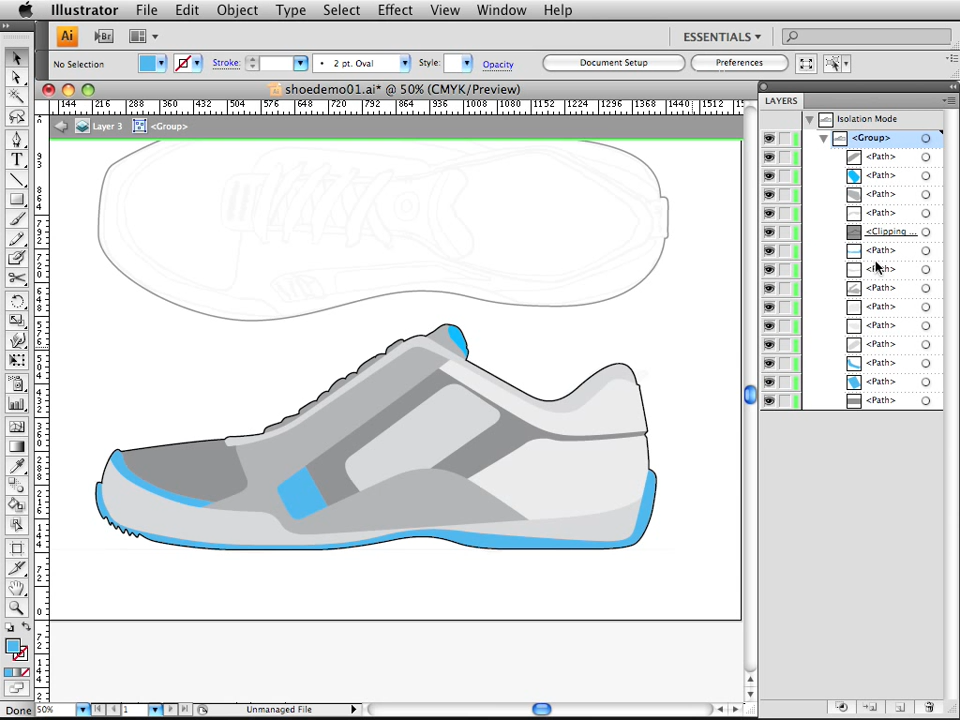 Illustrator File Edit Object Type Select Effect View Window Help
Ai Br ESSENTIALS
No Selection Stroke: 2 pt. Oval Style: Opacity Document Setup Preferences
shoedemo01.ai* @ 50% (CMYK/Preview)
LAYERS
144 216 288 360 432 504 576 648 720 792 864 936 1008 1080 1152 1224 1296 1368 1440 1512
Layer 3 <Group>
Isolation Mode
<Group>
<Path>
<Path>
<Path>
<Path>
<Clipping ...
<Path>
<Path>
<Path>
<Path>
<Path>
<Path>
<Path>
<Path>
<Path>
T
Done 50% 1 Unmanaged File